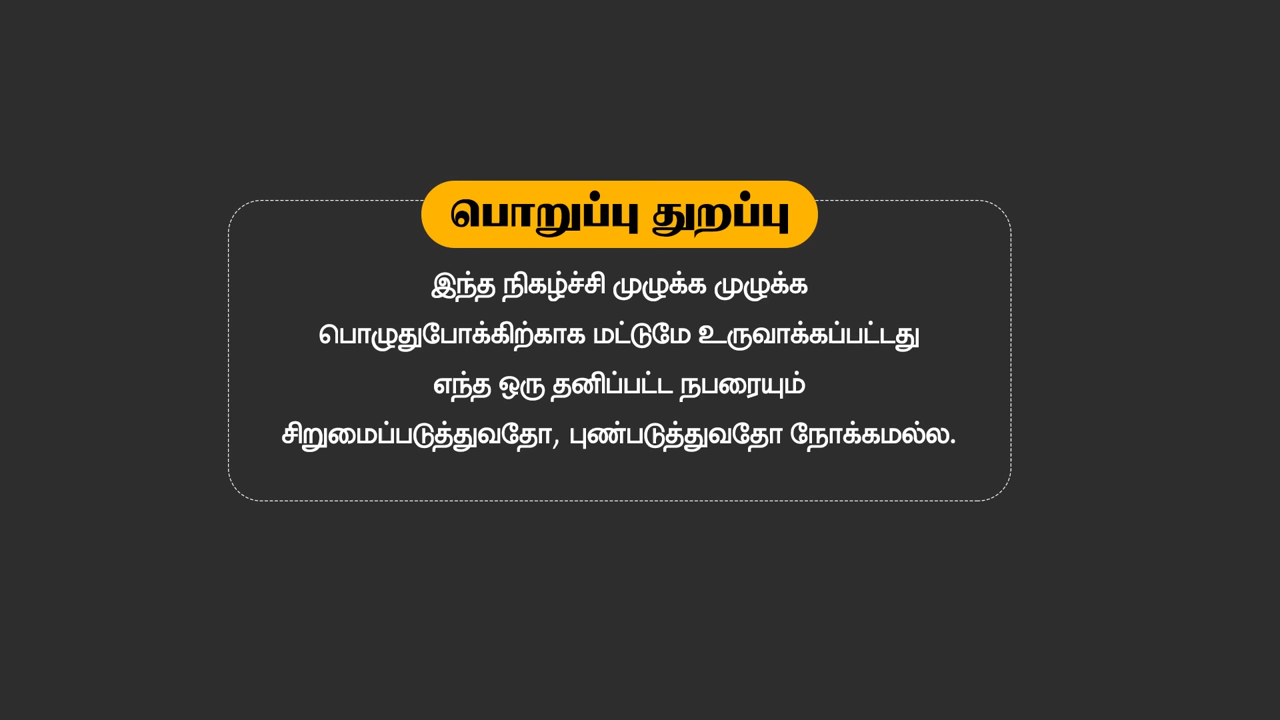 பொறுப்பு துறப்பு
இந்த நிகழ்ச்சி முழுக்க முழுக்க
பொழுதுபோக்கிற்காக மட்டுமே உருவாக்கப்பட்டது
எந்த ஒரு தனிப்பட்ட நபரையும்
சிறுமைப்படுத்துவதோ, புண்படுத்துவதோ நோக்கமல்ல.